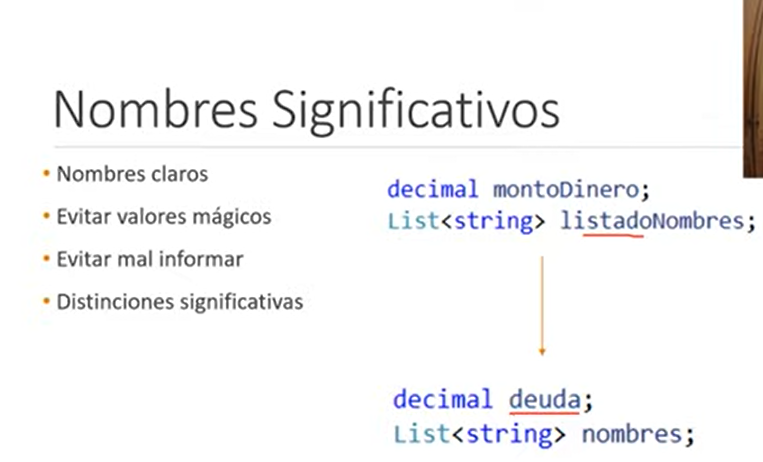 Nombres Significativos
• Nombres claros
• Evitar valores mágicos
• Evitar mal informar
• Distinciones significativas
decimal montoDinero;
List<string> listadoNombres;
decimal deuda;
List<string> nombres;